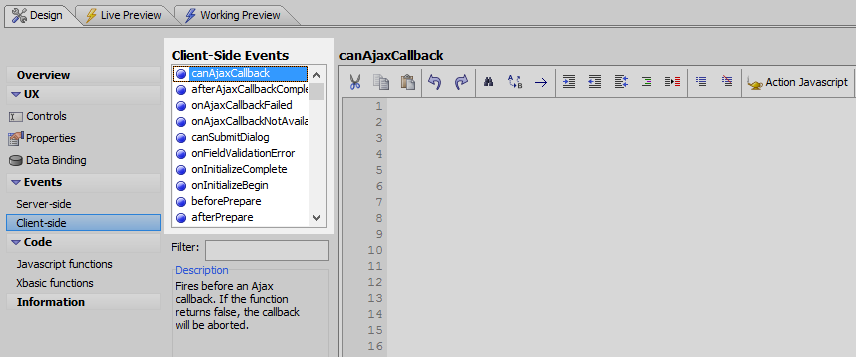 Design Live Preview Working Preview
Overview
UX
Controls
Properties
Data Binding
Events
Server-side
Client-side
Code
Javascript functions
Xbasic functions
Information
Client-Side Events
canAjaxCallback
afterAjaxCallbackComple
onAjaxCallbackFailed
onAjaxCallbackNotAvaila
canSubmitDialog
onFieldValidationError
onInitializeComplete
onInitializeBegin
beforePrepare
afterPrepare
Filter:
Description
Fires before an Ajax
callback. If the function
returns false, the callback
will be aborted.
canAjaxCallback
Action Javascript
1
2
3
4
5
6
7
8
9
10
11
12
13
14
15
16